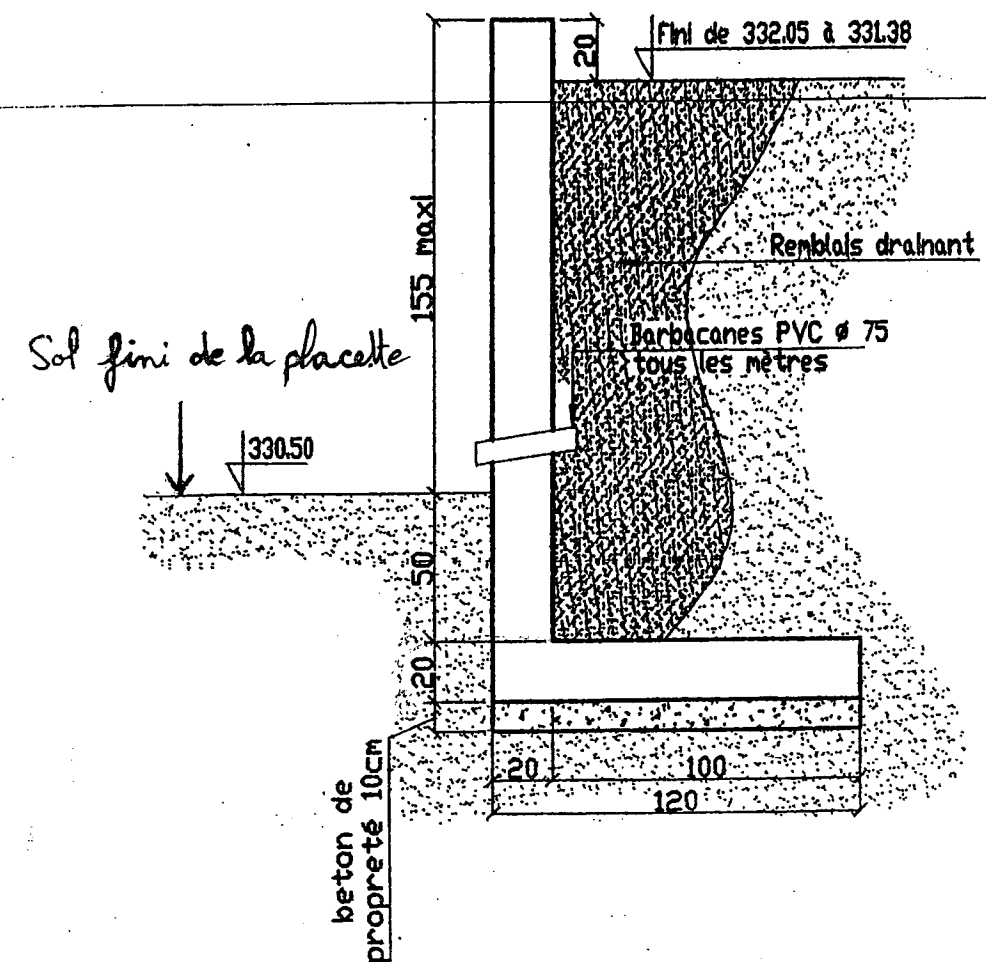 20
Fini de 332.05 à 331.38
155 maxi
Remblais drainant
Barbacanes PVC ø 75
tous les mètres
Sol fini de la placette
330.50
50
20
20
100
120
beton de
propreté 10cm